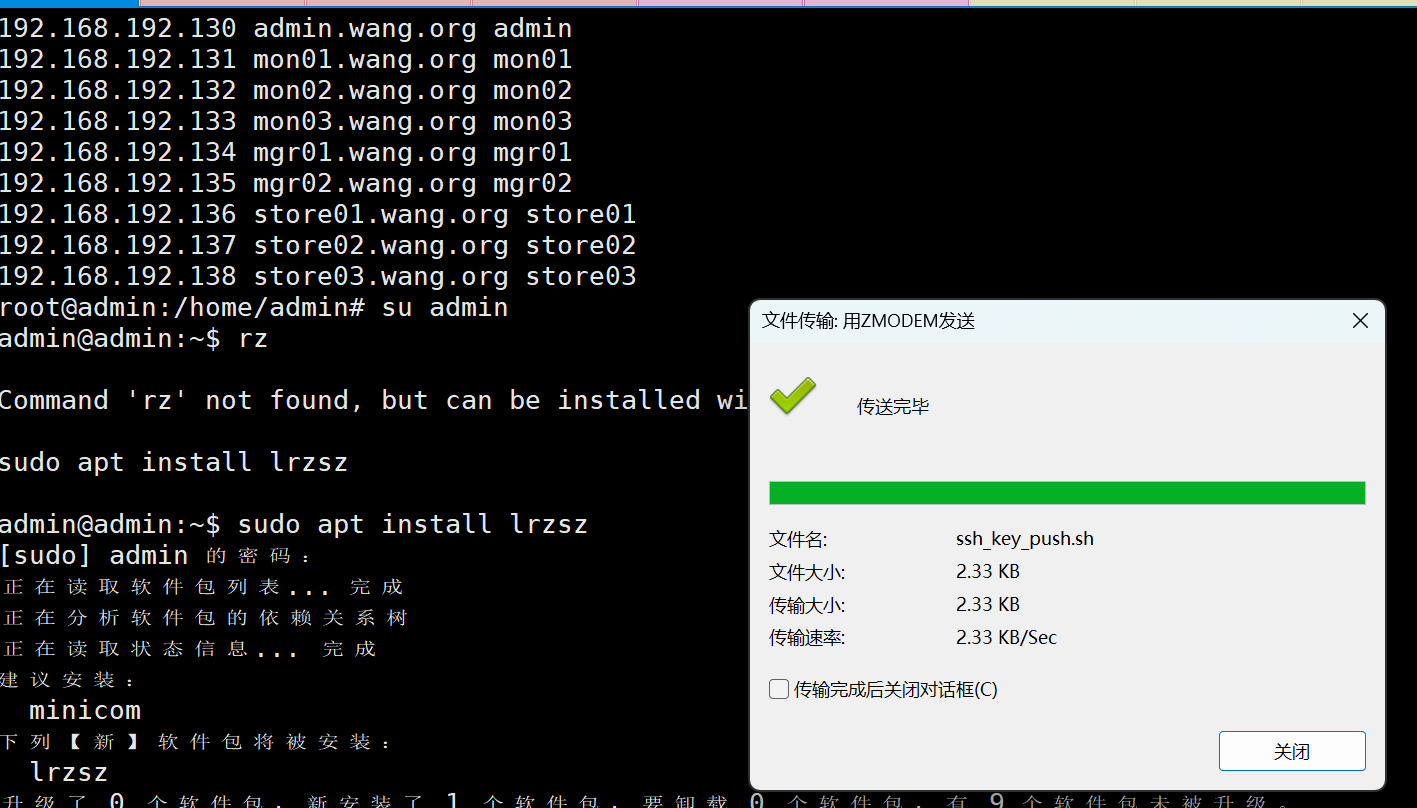 192.168.192.130 admin.wang.org admin
192.168.192.131 mon01.wang.org mon01
192.168.192.132 mon02.wang.org mon02
192.168.192.133 mon03.wang.org mon03
192.168.192.134 mgr01.wang.org mgr01
192.168.192.135 mgr02.wang.org mgr02
192.168.192.136 store01.wang.org store01
192.168.192.137 store02.wang.org store02
192.168.192.138 store03.wang.org store03
root@admin:/home/admin# su admin
admin@admin:~$ rz
Command 'rz' not found, but can be installed wi
sudo apt install lrzsz
admin@admin:~$ sudo apt install lrzsz
[sudo] admin 的密码：
正在读取软件包列表... 完成
正在分析软件包的依赖关系树
正在读取状态信息... 完成
建议安装：
minicom
下列【新】软件包将被安装：
lrzsz
升级了 0 个软件包，新安装了 1 个软件包，要卸载 0 个软件包，有 9 个软件包未被升级。
文件传输: 用ZMODEM发送
传送完毕
文件名: ssh_key_push.sh
文件大小: 2.33 KB
传输大小: 2.33 KB
传输速率: 2.33 KB/Sec
传输完成后关闭对话框(C)
关闭